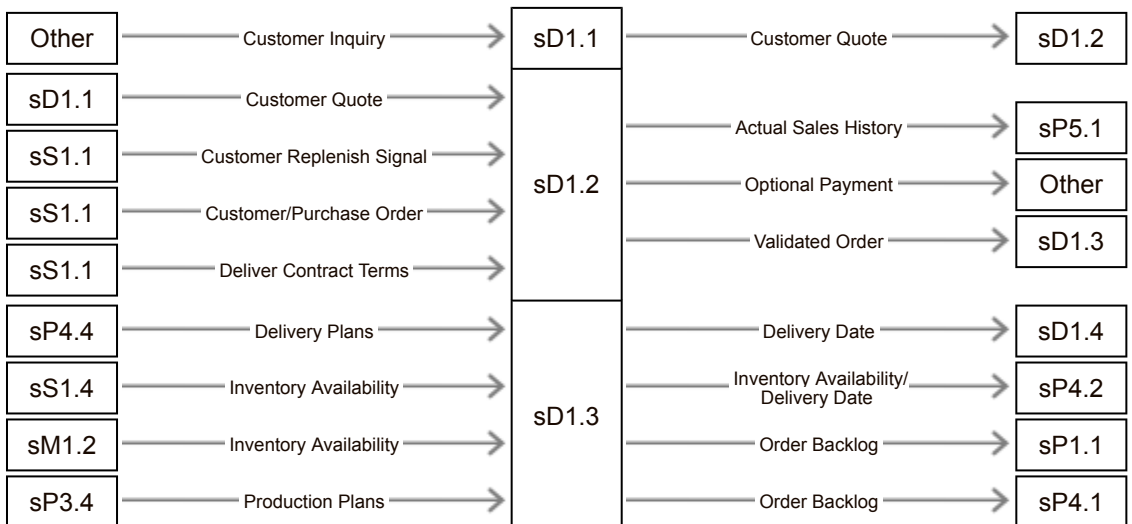 Other Customer Inquiry sD1.1 Customer Quote sD1.2
sD1.1 Customer Quote
Actual Sales History sP5.1
sS1.1 Customer Replenish Signal
sD1.2
Optional Payment Other
sS1.1 Customer/Purchase Order
Validated Order sD1.3
sS1.1 Deliver Contract Terms
sP4.4 Delivery Plans Delivery Date sD1.4
sS1.4 Inventory Availability Inventory Availability/
Delivery Date sP4.2
sD1.3
sM1.2 Inventory Availability Order Backlog sP1.1
sP3.4 Production Plans Order Backlog sP4.1